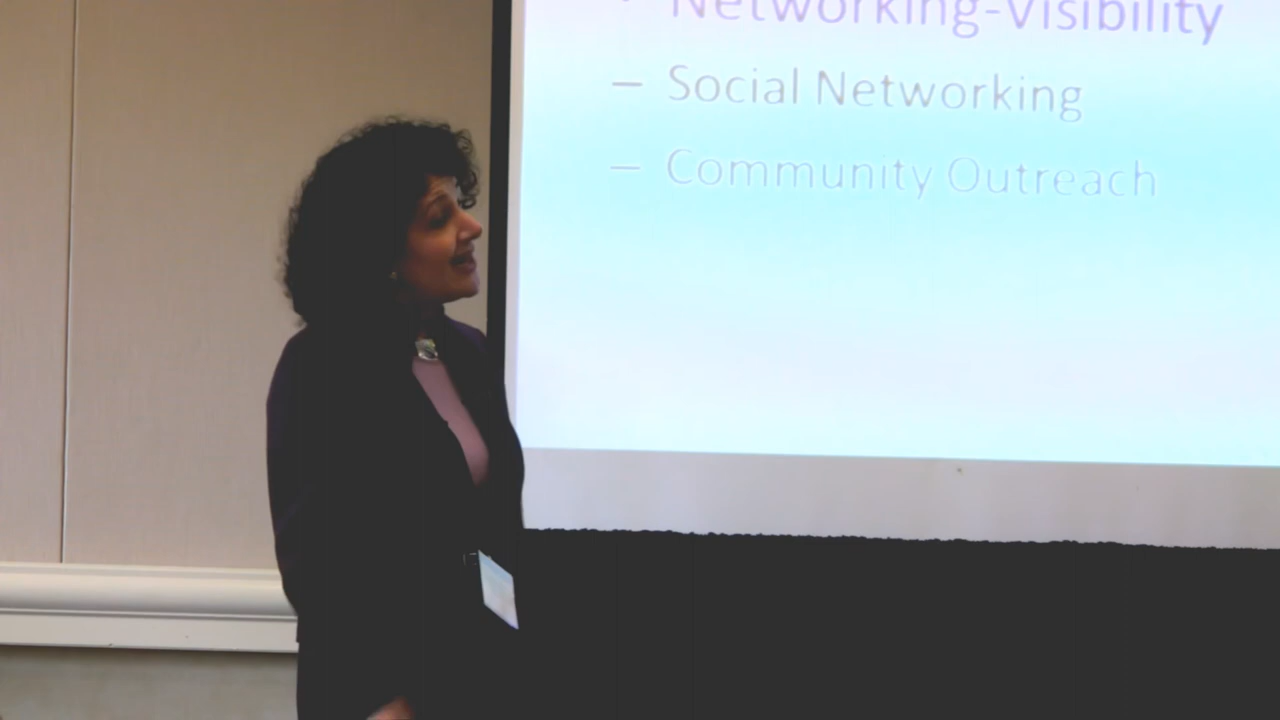 Networking-Visibility
– Social Networking
– Community Outreach